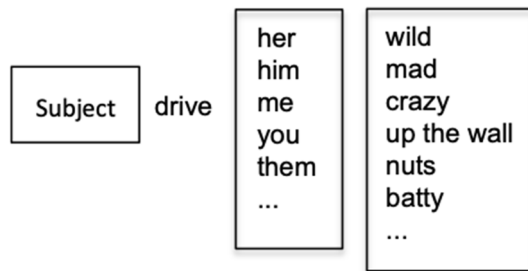 Subject drive
her
him
me
you
them
...
wild
mad
crazy
up the wall
nuts
batty
...